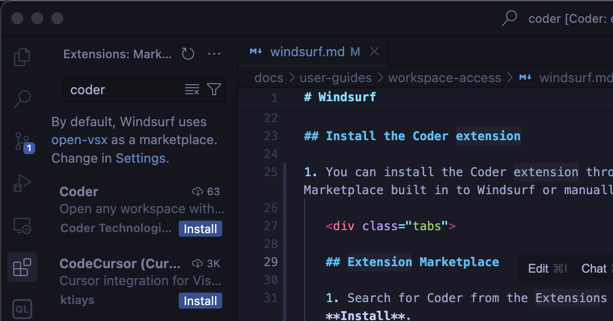 coder [Coder:
Extensions: Mark...
windsurf.md M
coder
docs > user-guides > workspace-access > windsurf.md
1 # Windsurf
22
By default, Windsurf uses
open-vsx as a marketplace.
Change in Settings.
23 ## Install the Coder extension
24
25 1. You can install the Coder extension
Marketplace built in to Windsurf or
26
27 <div class="tabs">
28
29 ## Extension Marketplace
30
31 1. Search for Coder from the Extensions
**Install**.
1
Coder 63
Open any workspace with...
Coder Technologi... Install
CodeCursor (Cur... 3K
Cursor integration for Vis...
ktiays Install
Edit ⌘I Chat
QL